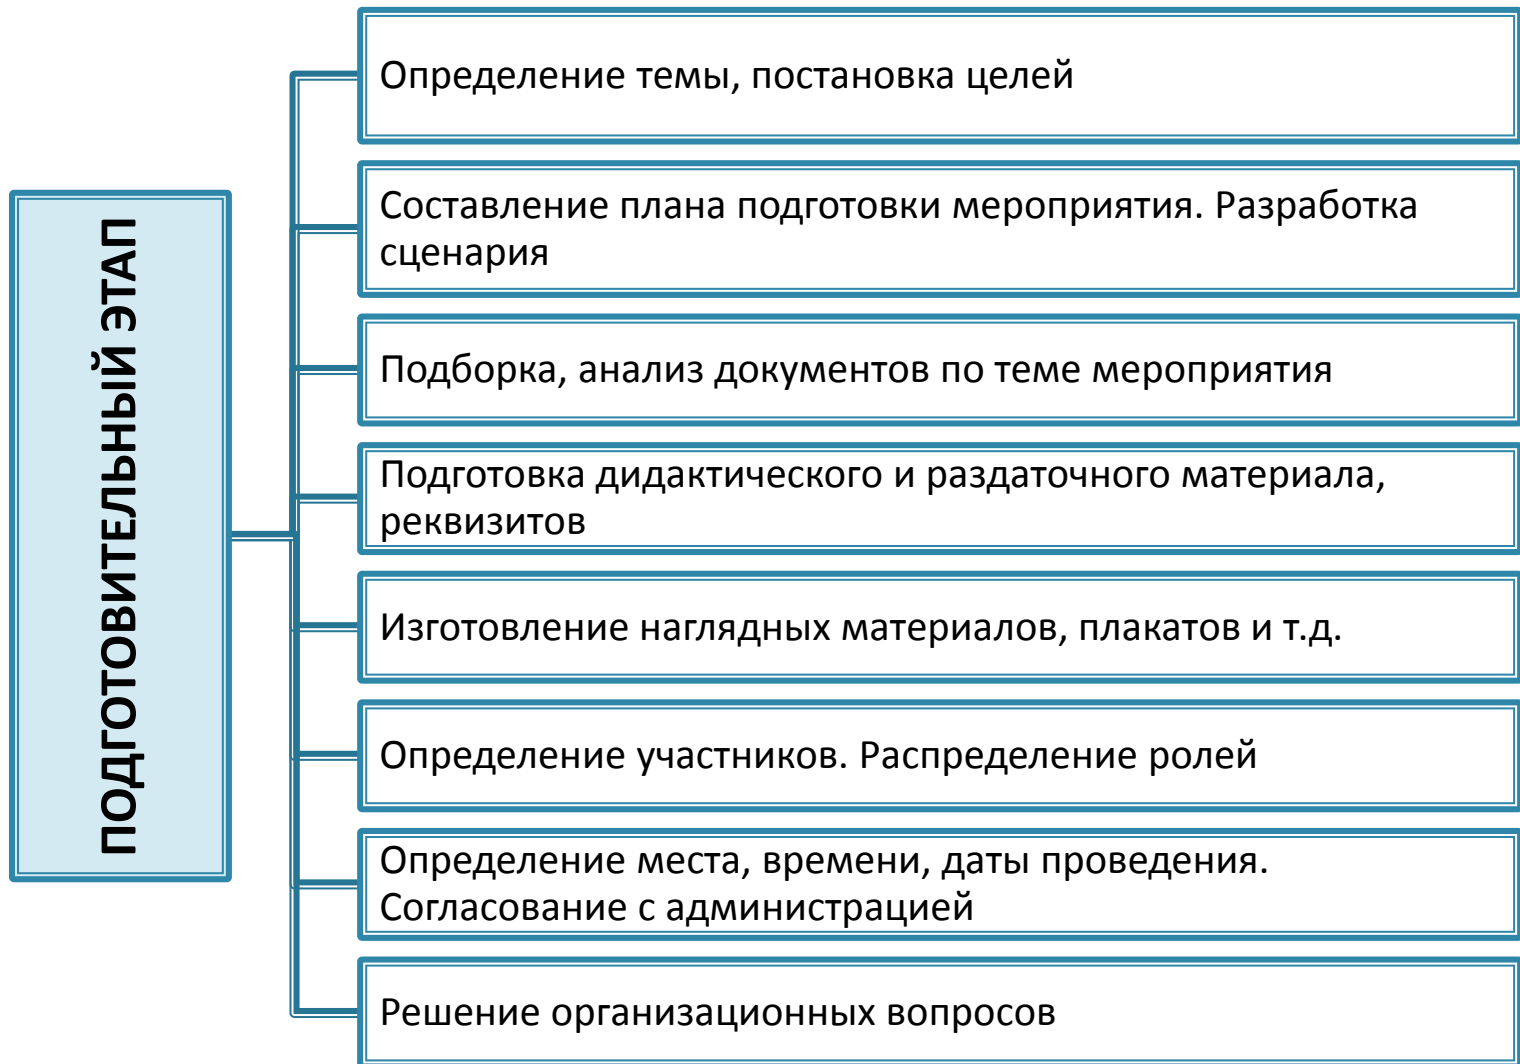 ПОДГОТОВИТЕЛЬНЫЙ ЭТАП
Определение темы, постановка целей
Составление плана подготовки мероприятия. Разработка
сценария
Подборка, анализ документов по теме мероприятия
Подготовка дидактического и раздаточного материала,
реквизитов
Изготовление наглядных материалов, плакатов и т.д.
Определение участников. Распределение ролей
Определение места, времени, даты проведения.
Согласование с администрацией
Решение организационных вопросов